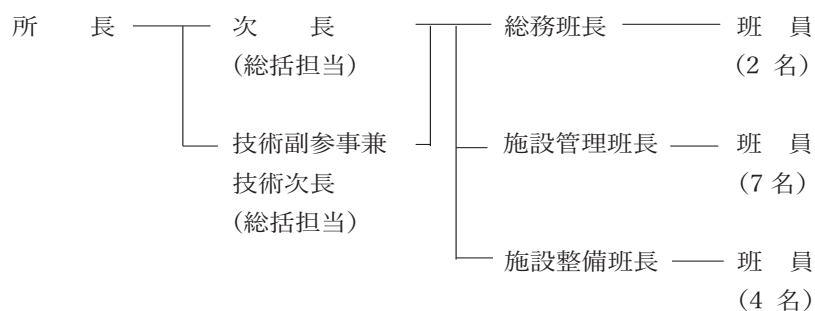 所　長　次　長　総務班長　班　員
(総括担当)　(2 名)
技術副参事兼　施設管理班長　班　員
技術次長　(7 名)
(総括担当)
施設整備班長　班　員
(4 名)